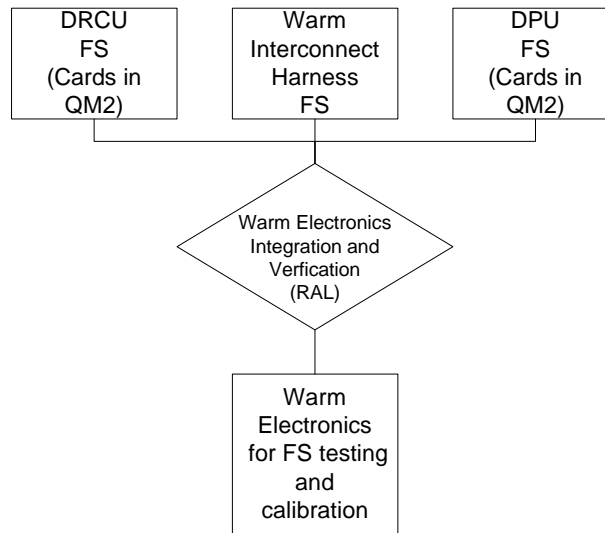 DRCU
FS
(Cards in
QM2)
Warm
Interconnect
Harness
FS
DPU
FS
(Cards in
QM2)
Warm Electronics
Integration and
Verfication
(RAL)
Warm
Electronics
for FS testing
and
calibration